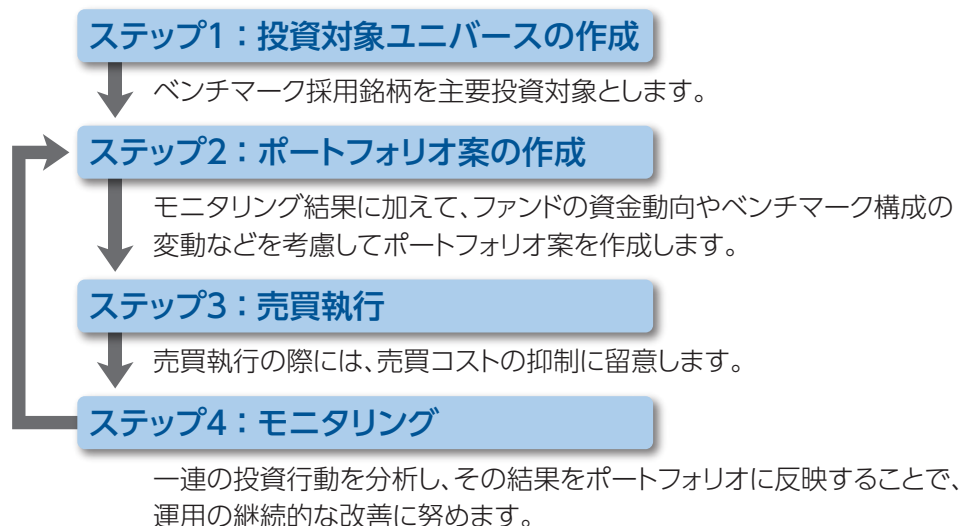 ステップ1：投資対象ユニバースの作成
ベンチマーク採用銘柄を主要投資対象とします。
ステップ2：ポートフォリオ案の作成
モニタリング結果に加えて、ファンドの資金動向やベンチマーク構成の
変動などを考慮してポートフォリオ案を作成します。
ステップ3：売買執行
売買執行の際には、売買コストの抑制に留意します。
ステップ4：モニタリング
一連の投資行動を分析し、その結果をポートフォリオに反映することで、
運用の継続的な改善に努めます。